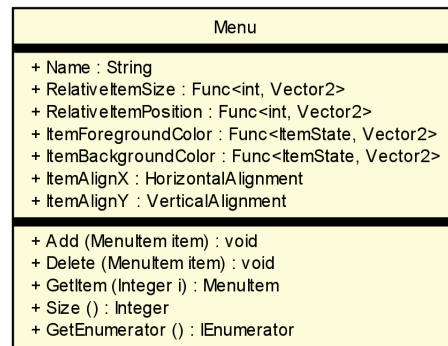 Menu
+ Name : String
+ RelativeItemSize : Func<int, Vector2>
+ RelativeItemPosition : Func<int, Vector2>
+ ItemForegroundColor : Func<ItemState, Vector2>
+ ItemBackgroundColor : Func<ItemState, Vector2>
+ ItemAlignX : HorizontalAlignment
+ ItemAlignY : VerticalAlignment
+ Add (MenuItem item) : void
+ Delete (MenuItem item) : void
+ GetItem (Integer i) : MenuItem
+ Size () : Integer
+ GetEnumerator () : IEnumerator